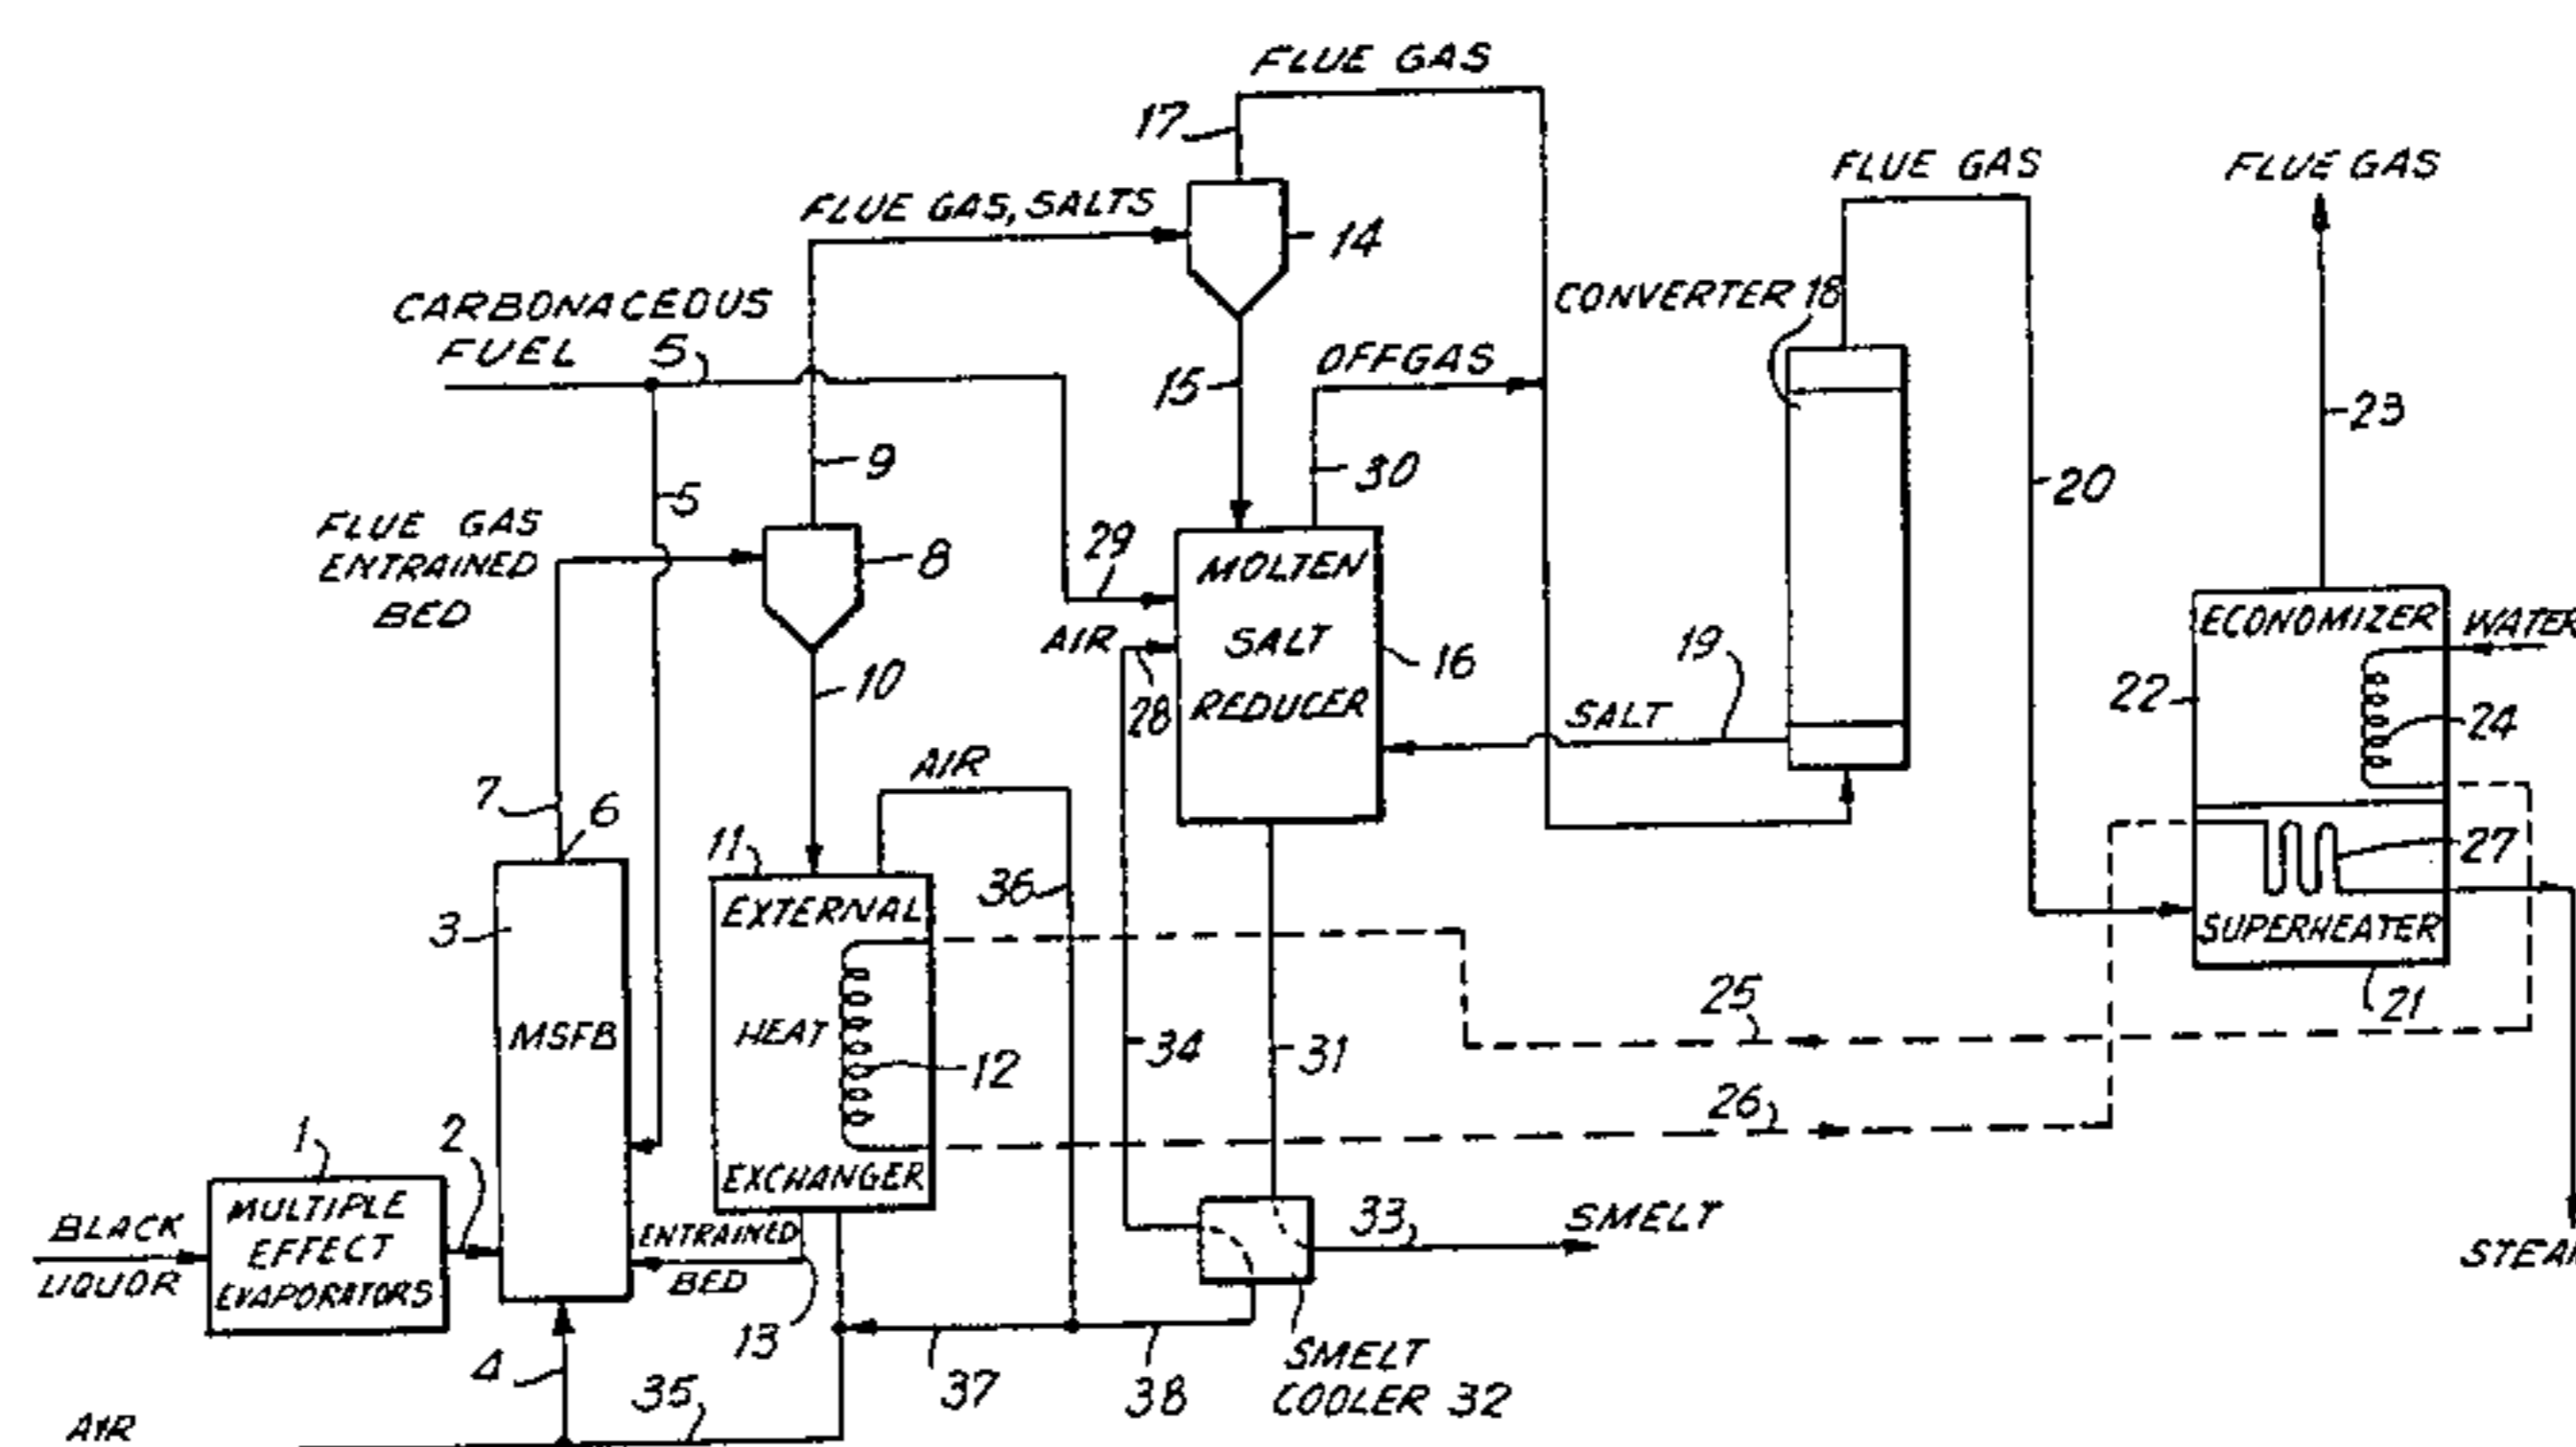 FLUE GAS
17
FLUE GAS, SALTS
14
FLUE GAS
FLUE GAS
CARBONACEOUS
FUEL
5
CONVERTER 18
OFFGAS
15
23
9
30
5
20
FLUE GAS
ENTRAINED
BED
8
29
MOLTEN
SALT
REDUCER
AIR
28
16
19
SALT
ECONOMIZER
WATER
22
24
10
AIR
7
6
11
36
27
SUPERHEATER
21
3
MSFB
EXTERNAL
HEAT
EXCHANGER
12
34
31
25
26
1
2
BLACK
LIQUOR
MULTIPLE
EFFECT
EVAPORATORS
ENTRAINED
BED
13
33
SMELT
4
35
37
38
SMELT
COOLER 32
AIR